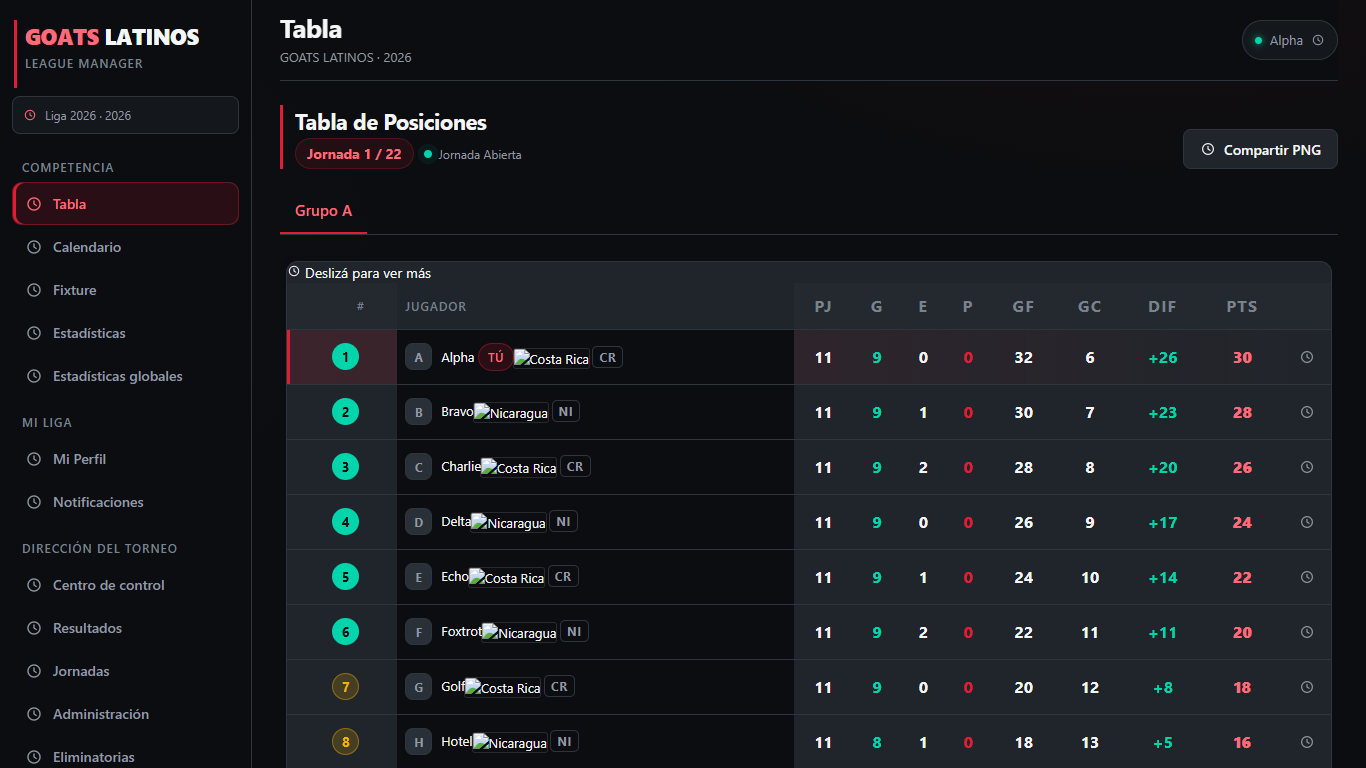 GOATS LATINOS
LEAGUE MANAGER
Liga 2026 · 2026
COMPETENCIA
Tabla
Calendario
Fixture
Estadísticas
Estadísticas globales
MI LIGA
Mi Perfil
Notificaciones
DIRECCIÓN DEL TORNEO
Centro de control
Resultados
Jornadas
Administración
Eliminatorias
Tabla
GOATS LATINOS · 2026
Alpha
Tabla de Posiciones
Jornada 1 / 22 Jornada Abierta
Compartir PNG
Grupo A
Deslizá para ver más
# JUGADOR PJ G E P GF GC DIF PTS
1 A Alpha TÚ Costa Rica CR 11 9 0 0 32 6 +26 30
2 B Bravo Nicaragua NI 11 9 1 0 30 7 +23 28
3 C Charlie Costa Rica CR 11 9 2 0 28 8 +20 26
4 D Delta Nicaragua NI 11 9 0 0 26 9 +17 24
5 E Echo Costa Rica CR 11 9 1 0 24 10 +14 22
6 F Foxtrot Nicaragua NI 11 9 2 0 22 11 +11 20
7 G Golf Costa Rica CR 11 9 0 0 20 12 +8 18
8 H Hotel Nicaragua NI 11 8 1 0 18 13 +5 16